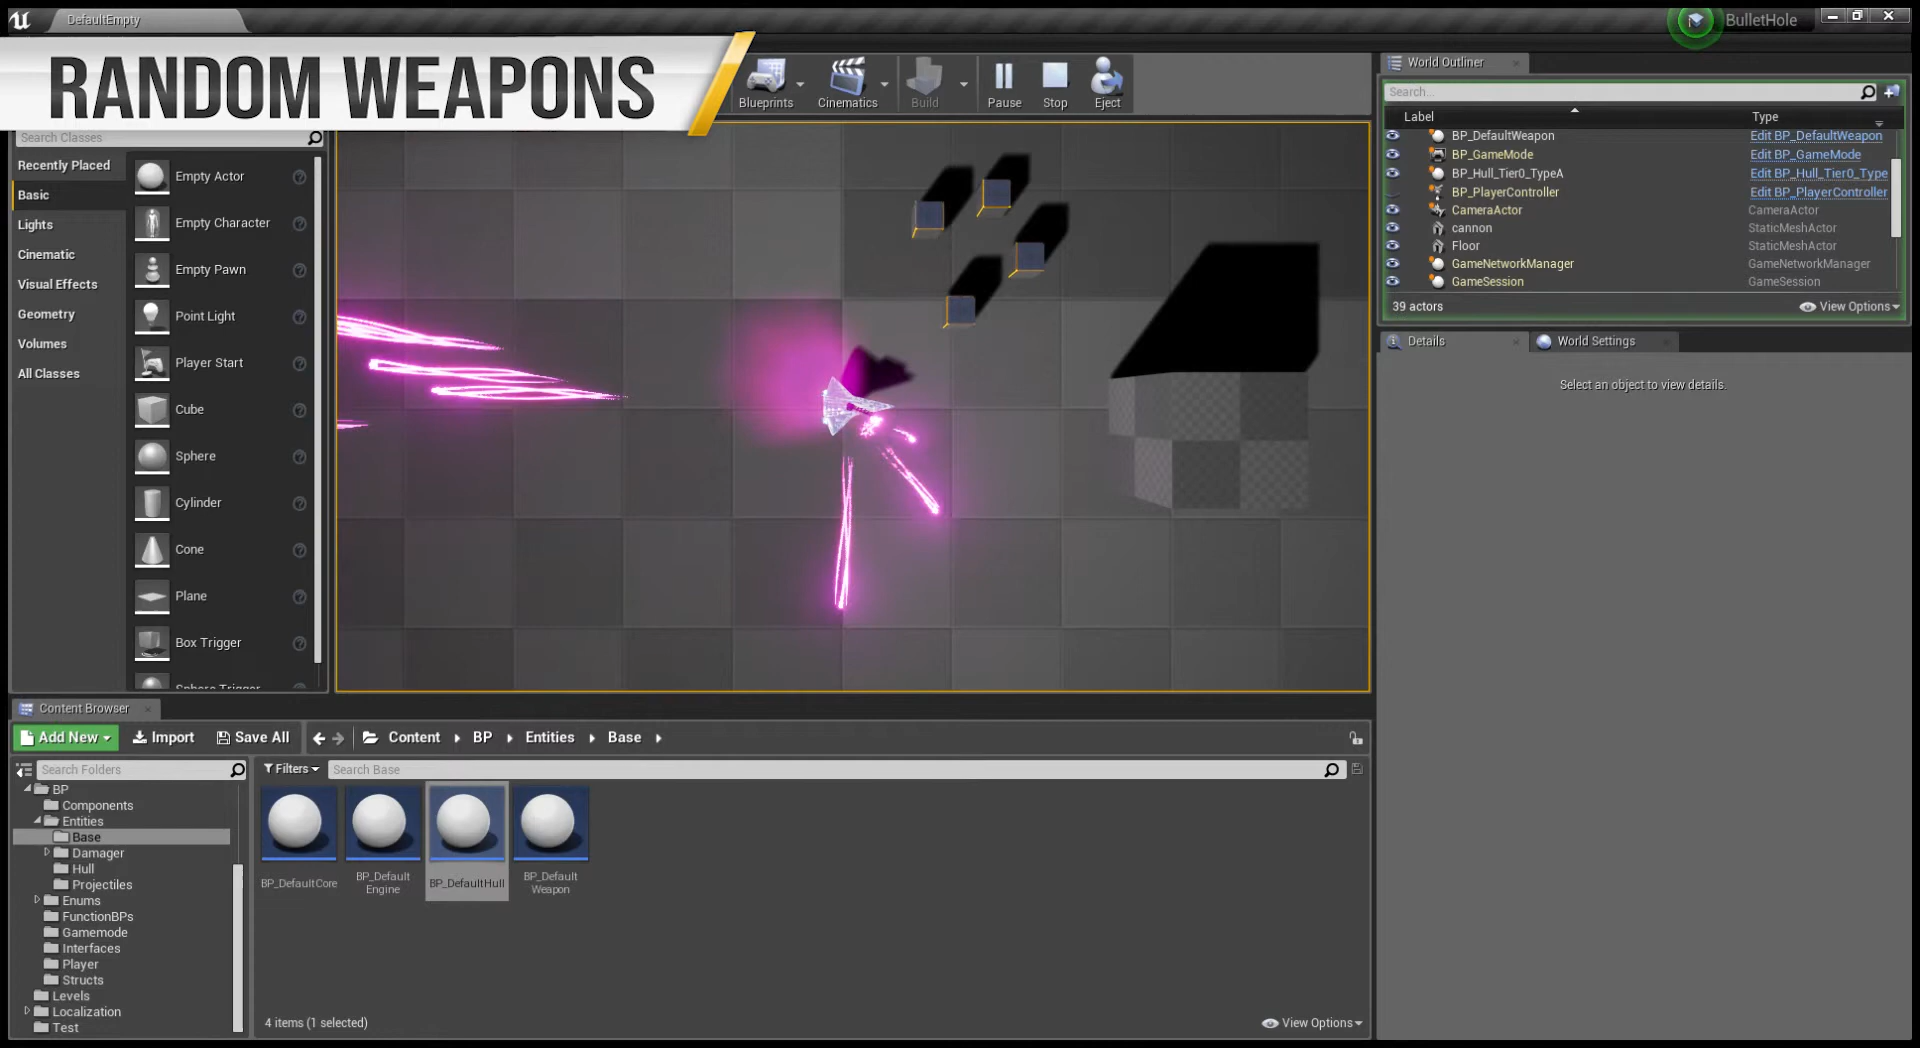 DefaultEmpty
BulletHole
RANDOM WEAPONS
Blueprints
Cinematics
Build
Pause
Stop
Eject
Search Classes
Recently Placed
Basic
Lights
Cinematic
Visual Effects
Geometry
Volumes
All Classes
Empty Actor
Empty Character
Empty Pawn
Point Light
Player Start
Cube
Sphere
Cylinder
Cone
Plane
Box Trigger
Sphere Trigger
World Outliner
Search...
Label Type
BP_DefaultWeapon Edit BP_DefaultWeapon
BP_GameMode Edit BP_GameMode
BP_Hull_Tier0_TypeA Edit BP_Hull_Tier0_Type
BP_PlayerController Edit BP_PlayerController
CameraActor CameraActor
cannon StaticMeshActor
Floor StaticMeshActor
GameNetworkManager GameNetworkManager
GameSession GameSession
39 actors View Options
Details World Settings
Select an object to view details.
Content Browser
Add New Import Save All Content BP Entities Base
Search Folders
Filters Search Base
BP
Components
Entities
Base
Damager
Hull
Projectiles
Enums
FunctionBPs
Gamemode
Interfaces
Player
Structs
Levels
Localization
Test
BP_DefaultCore
BP_Default
Engine
BP_DefaultHull
BP_Default
Weapon
4 items (1 selected) View Options